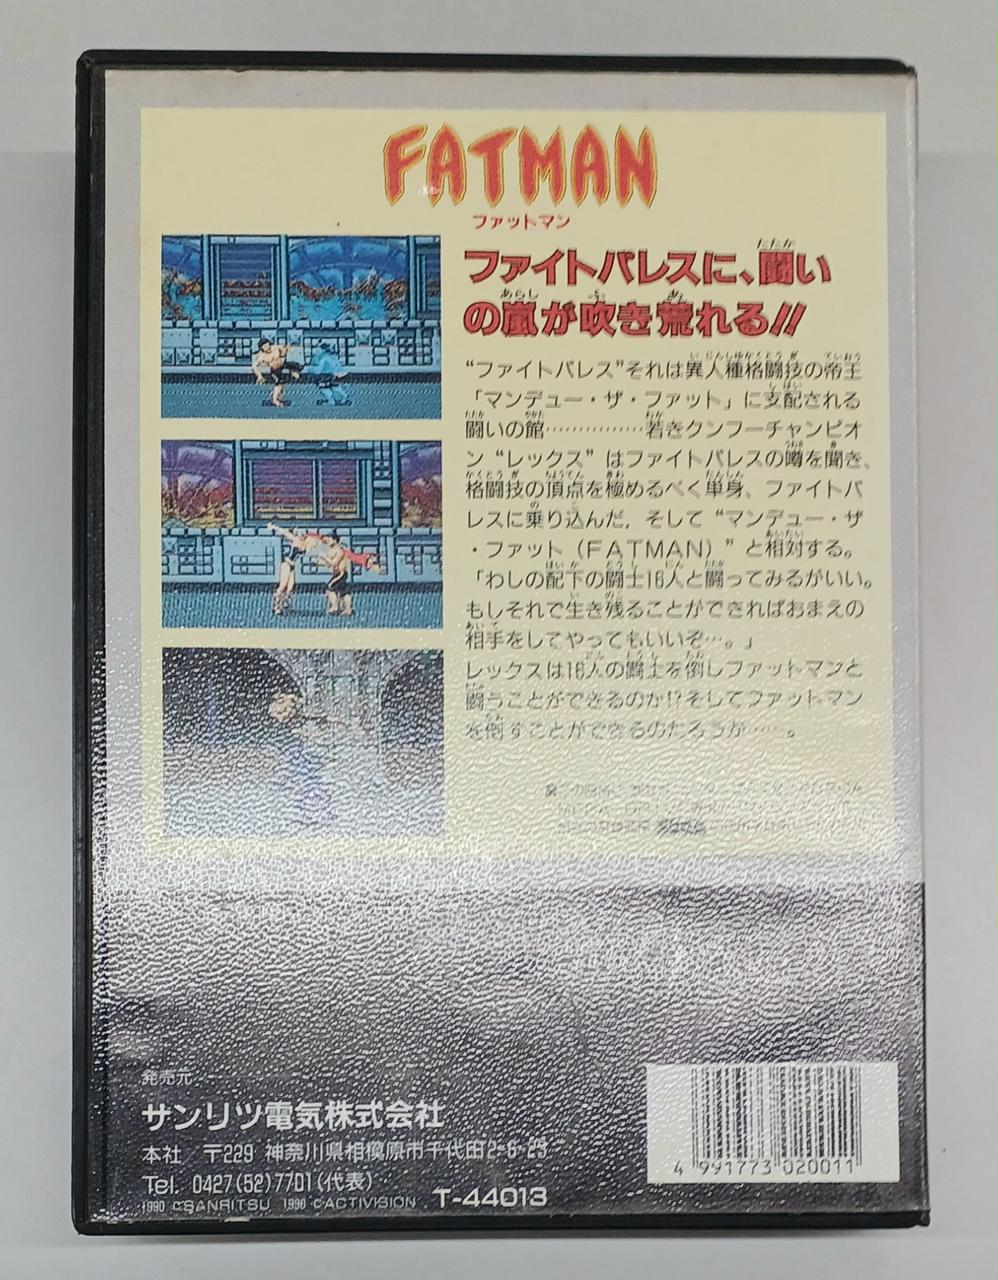 FATMAN
ファットマン
ファイトパレスに、闘い
の嵐が吹き荒れる!!
“ファイトパレス”それは異人種格闘技の帝王
「マンデュー・ザ・ファット」に支配される
闘いの館……………若きクンフーチャンピオ
ン“レックス”はファイトパレスの噂を聞き、
格闘技の頂点を極めるべく単身、ファイトパ
レスに乗り込んだ，そして“マンデュー・ザ
・ファット（FATMAN）”と相対する。
「わしの配下の闘士16人と闘ってみるがいい。
もしそれで生き残ることができればおまえの
相手をしてやってもいいぞ…。」
レックスは16人の闘士を倒しファットマンと
闘うことができるのか!?そしてファットマン
を倒すことができるのだろうか……。
発売元
サンリツ電気株式会社
本社 〒229 神奈川県相模原市千代田2-6-23
Tel. 0427(52)7701(代表)
1990 ©SANRITSU 1990 ©ACTIVISION T-44013
4 991773 020011